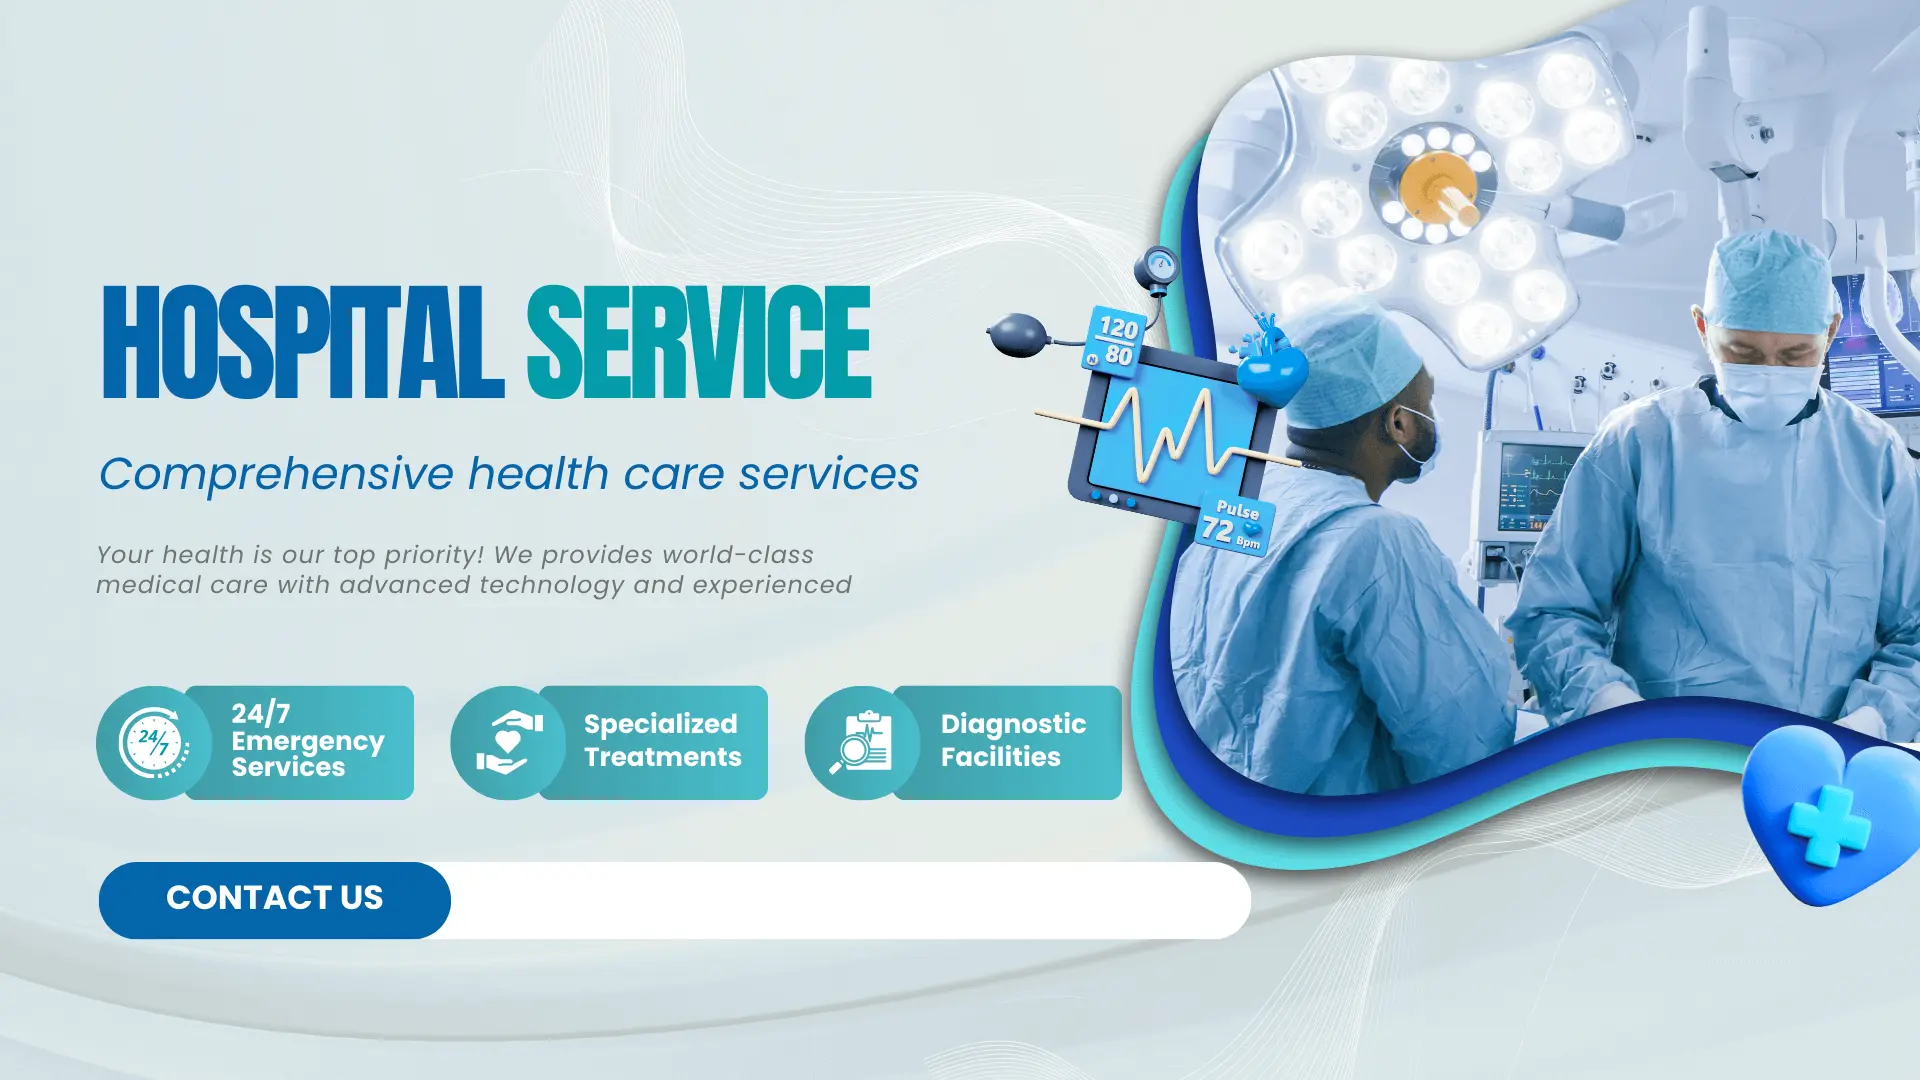 HOSPITAL SERVICE
Comprehensive health care services
Your health is our top priority! We provides world-class
medical care with advanced technology and experienced
24/7
24/7
Emergency
Services
Specialized
Treatments
Diagnostic
Facilities
CONTACT US
120
80
N
Pulse
72 Bpm